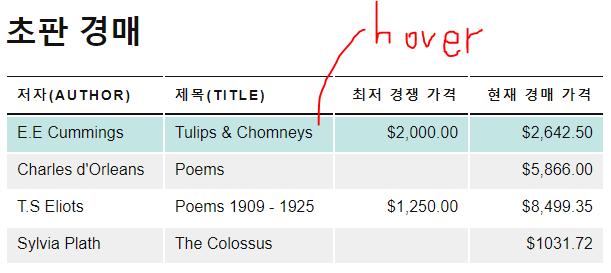 초판 경매
hover
저자(AUTHOR) 제목(TITLE) 최저 경쟁 가격 현재 경매 가격
E.E Cummings Tulips & Chomneys $2,000.00 $2,642.50
Charles d'Orleans Poems $5,866.00
T.S Eliots Poems 1909 - 1925 $1,250.00 $8,499.35
Sylvia Plath The Colossus $1031.72